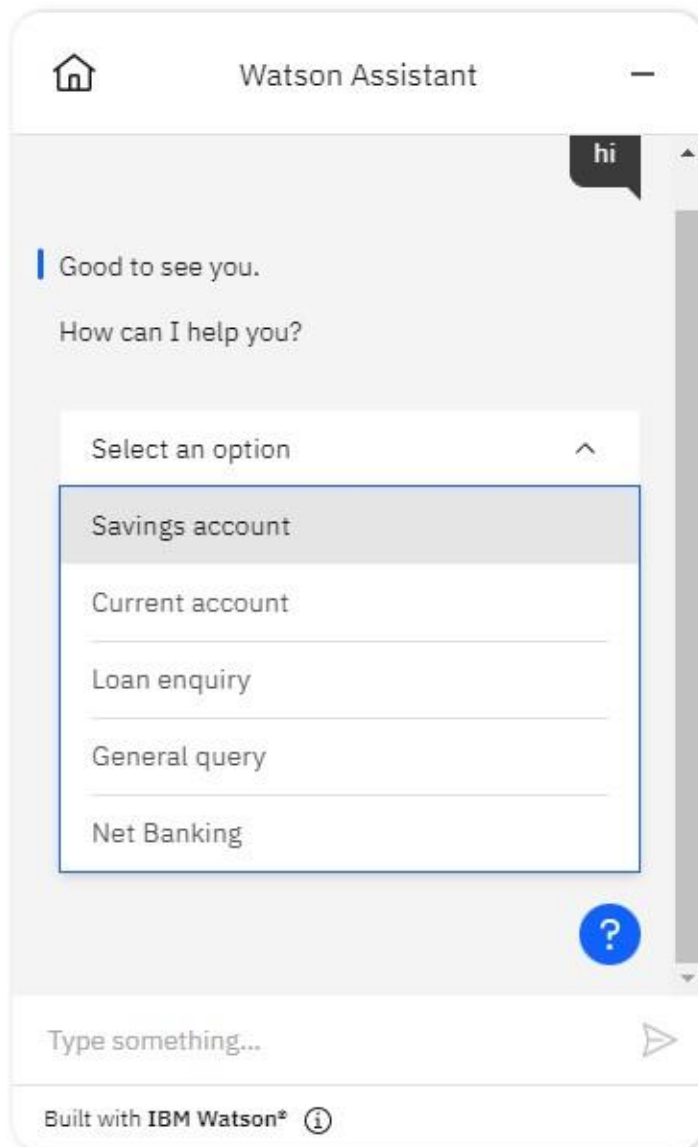 Watson Assistant
hi
Good to see you.
How can I help you?
Select an option
Savings account
Current account
Loan enquiry
General query
Net Banking
?
Type something...
Built with IBM Watson®